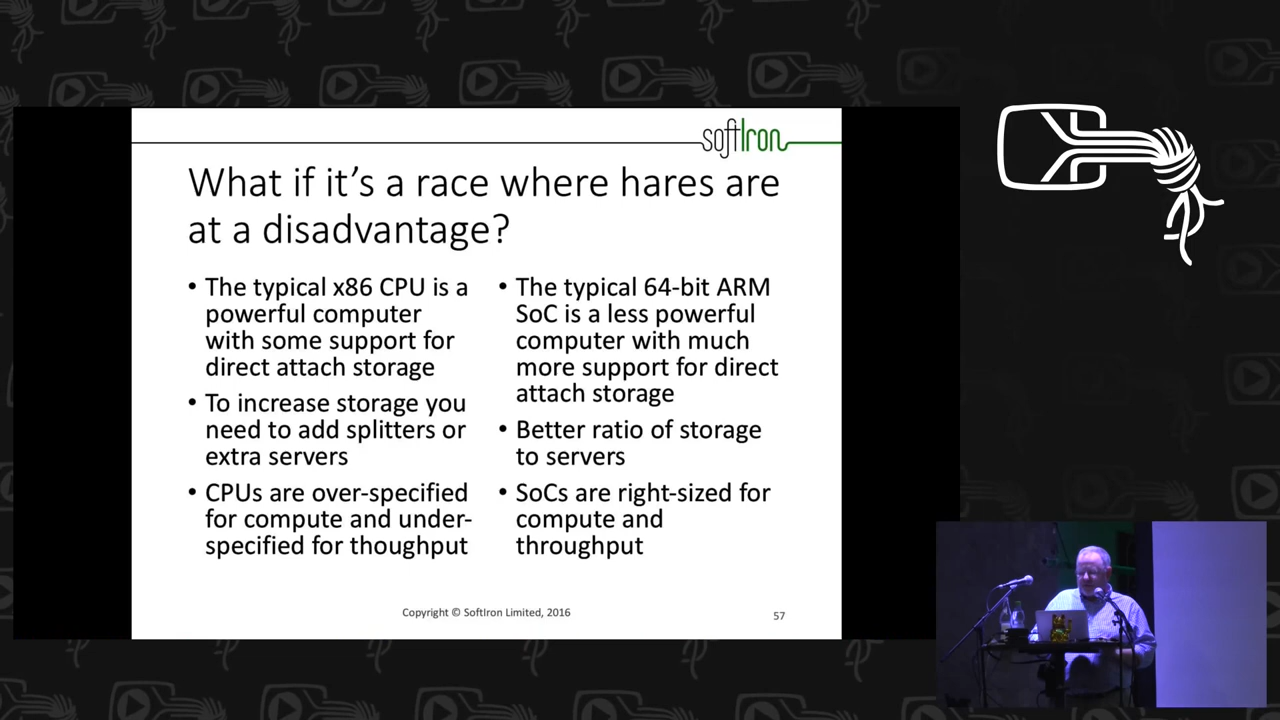 softIron
What if it's a race where hares are
at a disadvantage?
• The typical x86 CPU is a
powerful computer
with some support for
direct attach storage
• To increase storage you
need to add splitters or
extra servers
• CPUs are over-specified
for compute and under-
specified for thoughput
• The typical 64-bit ARM
SoC is a less powerful
computer with much
more support for direct
attach storage
• Better ratio of storage
to servers
• SoCs are right-sized for
compute and
throughput
Copyright © SoftIron Limited, 2016
57